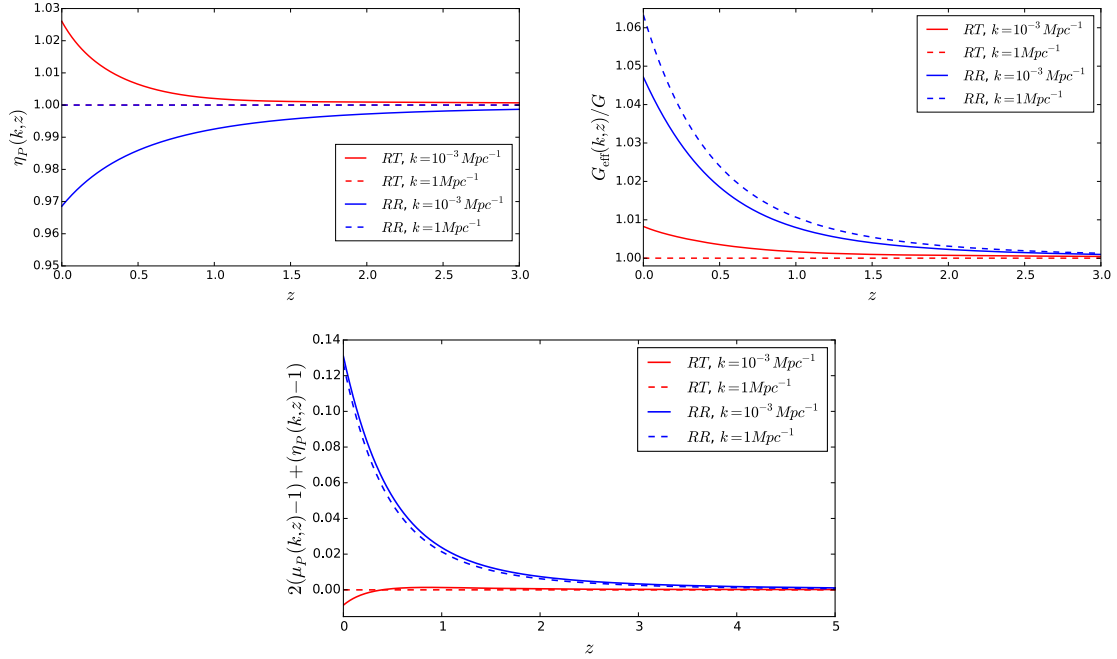 1.03
1.02
1.01
1.00
0.99
0.98
0.97
0.96
0.95
η_P(k,z)
0.0 0.5 1.0 1.5 2.0 2.5 3.0
z
RT, k=10⁻³ Mpc⁻¹
RT, k=1Mpc⁻¹
RR, k=10⁻³ Mpc⁻¹
RR, k=1Mpc⁻¹
1.06
1.05
1.04
1.03
1.02
1.01
1.00
G_eff(k,z)/G
0.0 0.5 1.0 1.5 2.0 2.5 3.0
z
RT, k=10⁻³ Mpc⁻¹
RT, k=1Mpc⁻¹
RR, k=10⁻³ Mpc⁻¹
RR, k=1Mpc⁻¹
0.14
0.12
0.10
0.08
0.06
0.04
0.02
0.00
2(μ_P(k,z)−1)+(η_P(k,z)−1)
0 1 2 3 4 5
z
RT, k=10⁻³ Mpc⁻¹
RT, k=1Mpc⁻¹
RR, k=10⁻³ Mpc⁻¹
RR, k=1Mpc⁻¹